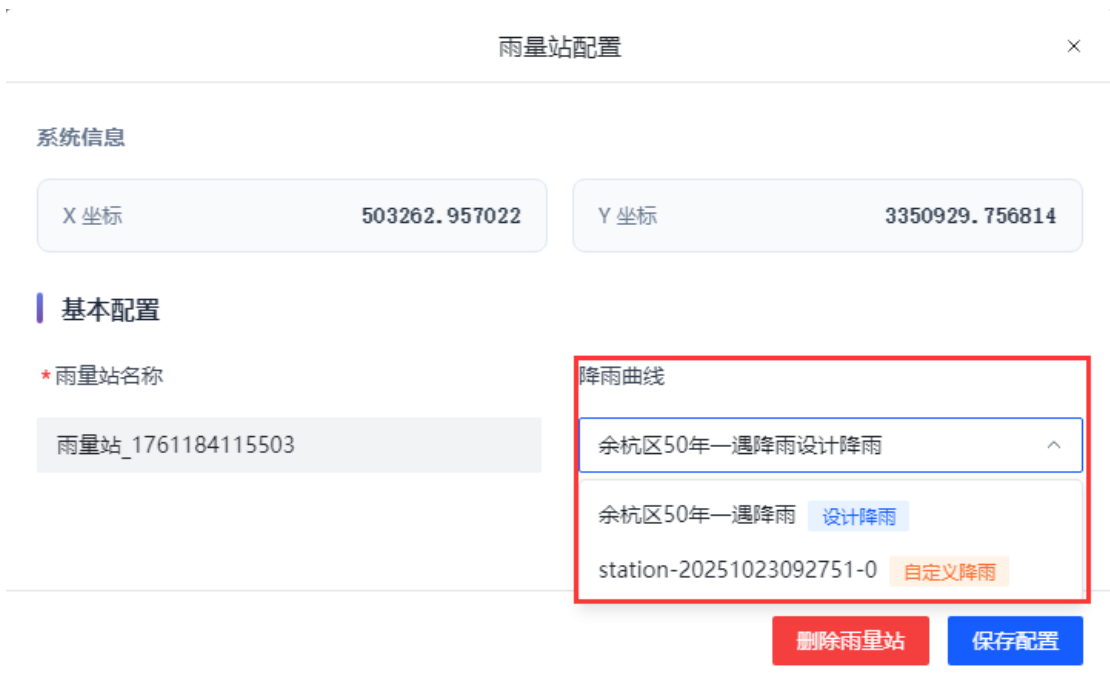 雨量站配置
系统信息
X 坐标 503262.957022 Y 坐标 3350929.756814
基本配置
*雨量站名称 降雨曲线
雨量站_1761184115503 余杭区50年一遇降雨设计降雨
余杭区50年一遇降雨 设计降雨
station-20251023092751-0 自定义降雨
删除雨量站 保存配置